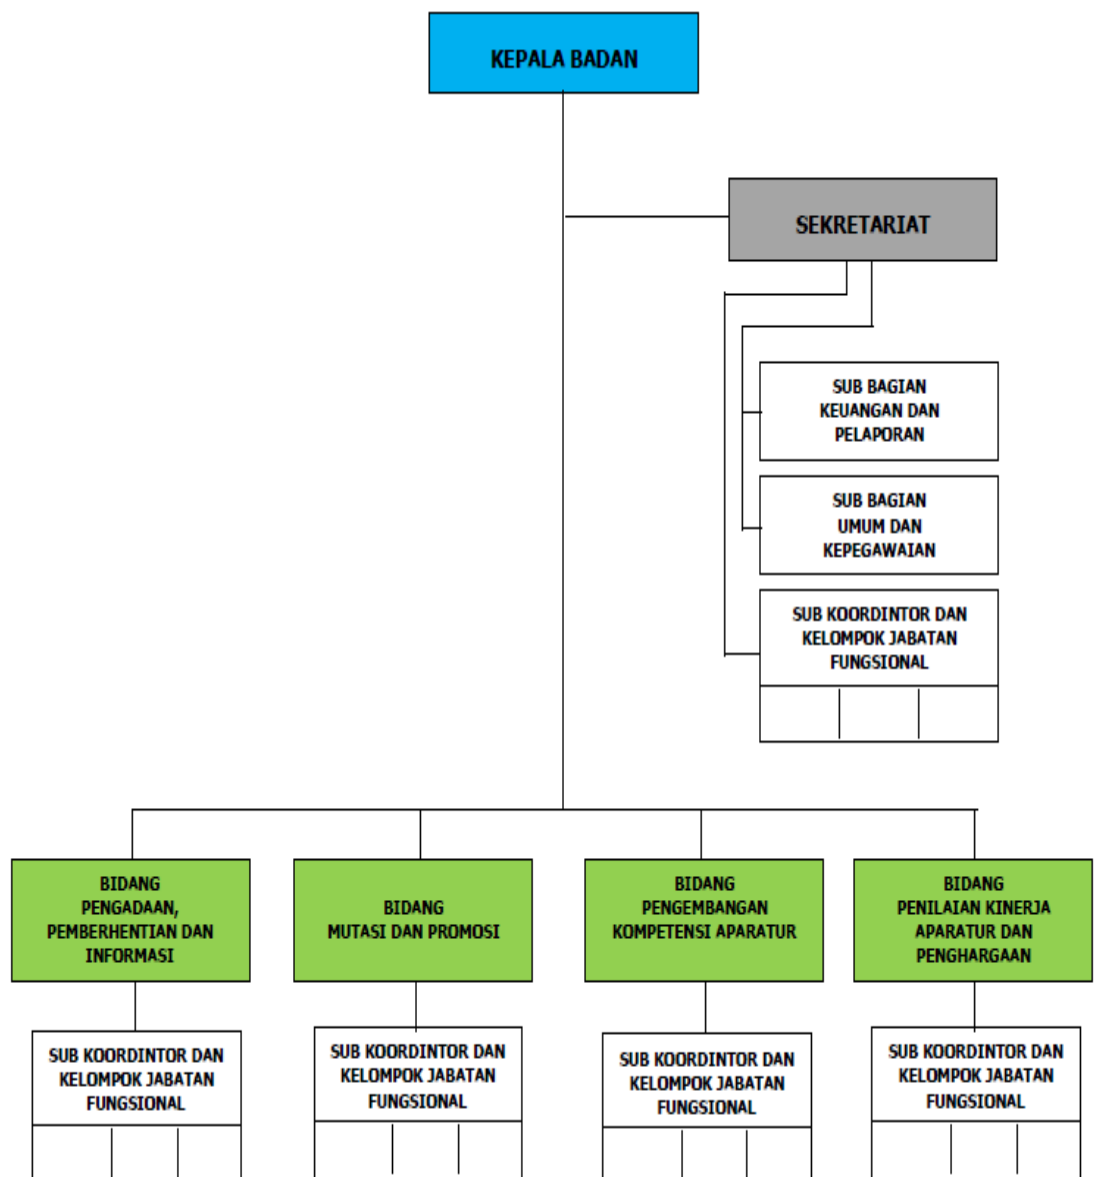 KEPALA BADAN
SEKRETARIAT
SUB BAGIAN
KEUANGAN DAN
PELAPORAN
SUB BAGIAN
UMUM DAN
KEPEGAWAIAN
SUB KOORDINTOR DAN
KELOMPOK JABATAN
FUNGSIONAL
BIDANG
PENGADAAN,
PEMBERHENTIAN DAN
INFORMASI
BIDANG
MUTASI DAN PROMOSI
BIDANG
PENGEMBANGAN
KOMPETENSI APARATUR
BIDANG
PENILAIAN KINERJA
APARATUR DAN
PENGHARGAAN
SUB KOORDINTOR DAN
KELOMPOK JABATAN
FUNGSIONAL
SUB KOORDINTOR DAN
KELOMPOK JABATAN
FUNGSIONAL
SUB KOORDINTOR DAN
KELOMPOK JABATAN
FUNGSIONAL
SUB KOORDINTOR DAN
KELOMPOK JABATAN
FUNGSIONAL